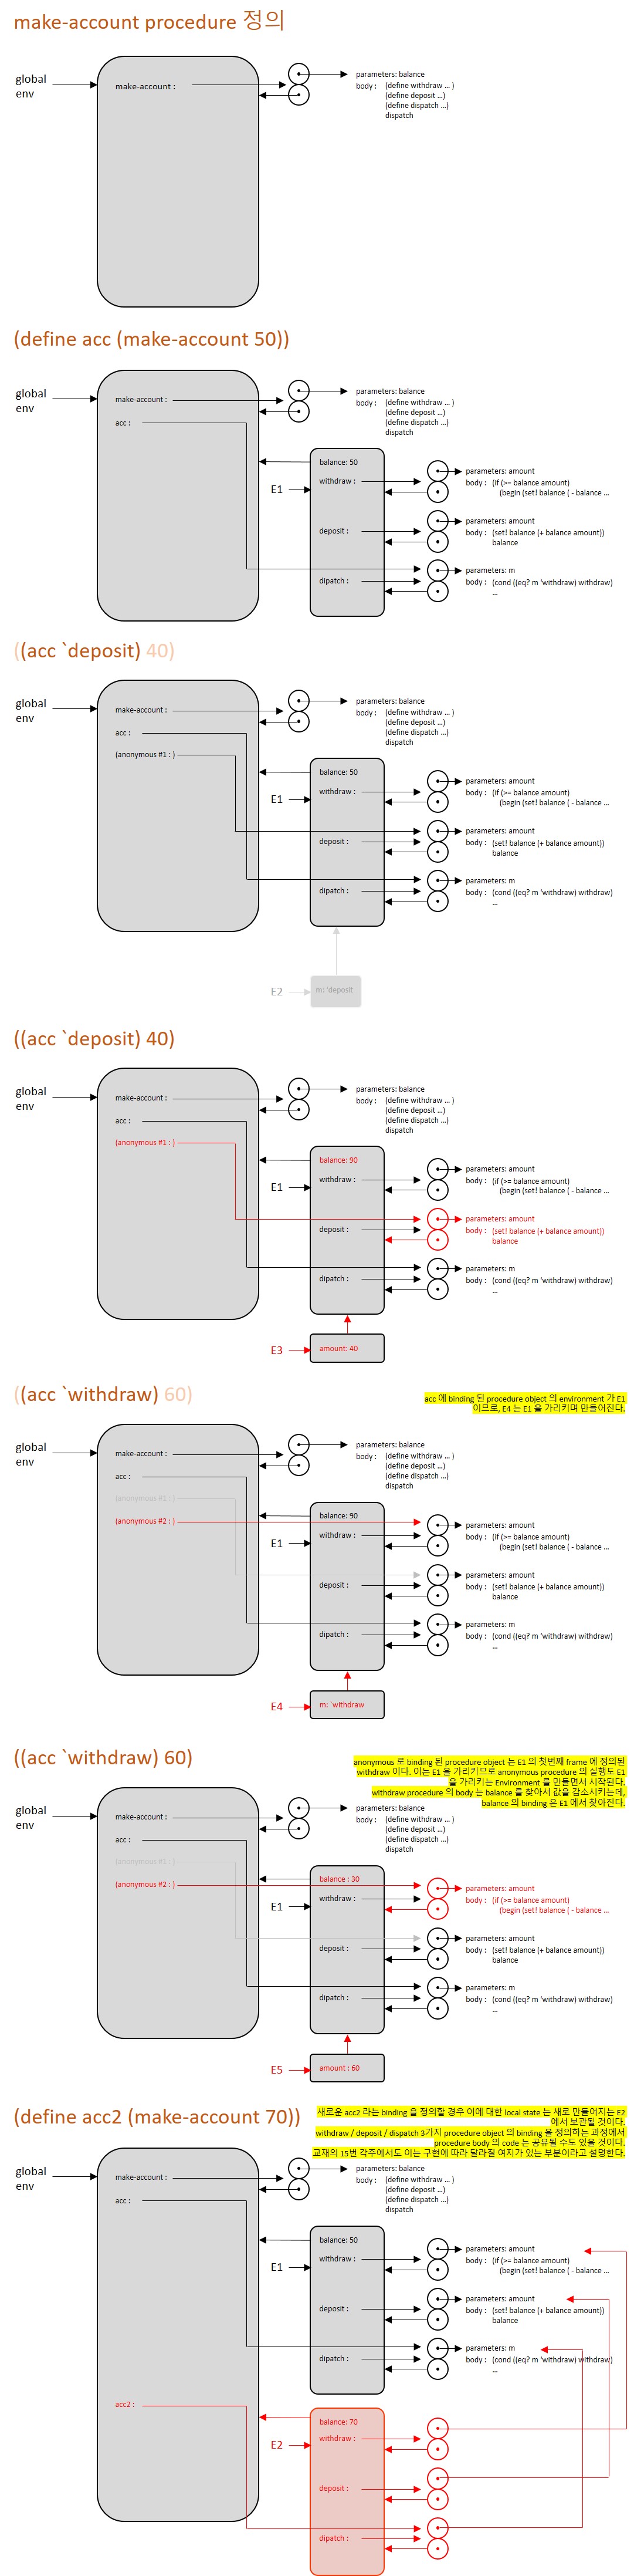 make-account procedure 정의
global
env
make-account :
parameters: balance
body : (define withdraw ... )
(define deposit ...)
(define dispatch ...)
dispatch
(define acc (make-account 50))
global
env
make-account :
acc :
parameters: balance
body : (define withdraw ... )
(define deposit ...)
(define dispatch ...)
dispatch
E1
balance: 50
withdraw :
deposit :
dipatch :
parameters: amount
body : (if (>= balance amount)
(begin (set! balance ( - balance ...
parameters: amount
body : (set! balance (+ balance amount))
balance
parameters: m
body : (cond ((eq? m 'withdraw) withdraw)
...
((acc `deposit) 40)
global
env
make-account :
acc :
(anonymous #1 : )
parameters: balance
body : (define withdraw ... )
(define deposit ...)
(define dispatch ...)
dispatch
E1
balance: 50
withdraw :
deposit :
dipatch :
parameters: amount
body : (if (>= balance amount)
(begin (set! balance ( - balance ...
parameters: amount
body : (set! balance (+ balance amount))
balance
parameters: m
body : (cond ((eq? m 'withdraw) withdraw)
...
E2
m: 'deposit
((acc `deposit) 40)
global
env
make-account :
acc :
(anonymous #1 : )
parameters: balance
body : (define withdraw ... )
(define deposit ...)
(define dispatch ...)
dispatch
E1
balance: 90
withdraw :
deposit :
dipatch :
parameters: amount
body : (if (>= balance amount)
(begin (set! balance ( - balance ...
parameters: amount
body : (set! balance (+ balance amount))
balance
parameters: m
body : (cond ((eq? m 'withdraw) withdraw)
...
E3
amount: 40
((acc `withdraw) 60)
acc 에 binding 된 procedure object 의 environment 가 E1
이므로, E4 는 E1 을 가리키며 만들어진다.
global
env
make-account :
acc :
(anonymous #1 : )
(anonymous #2 : )
parameters: balance
body : (define withdraw ... )
(define deposit ...)
(define dispatch ...)
dispatch
E1
balance: 90
withdraw :
deposit :
dipatch :
parameters: amount
body : (if (>= balance amount)
(begin (set! balance ( - balance ...
parameters: amount
body : (set! balance (+ balance amount))
balance
parameters: m
body : (cond ((eq? m 'withdraw) withdraw)
...
E4
m: `withdraw
((acc `withdraw) 60)
anonymous 로 binding 된 procedure object 는 E1 의 첫번째 frame 에 정의된
withdraw 이다. 이는 E1 을 가리키므로 anonymous procedure 의 실행도 E1
을 가리키는 Environment 를 만들면서 시작된다.
withdraw procedure 의 body 는 balance 를 찾아서 값을 감소시키는데,
balance 의 binding 은 E1 에서 찾아진다.
global
env
make-account :
acc :
(anonymous #1 : )
(anonymous #2 : )
parameters: balance
body : (define withdraw ... )
(define deposit ...)
(define dispatch ...)
dispatch
E1
balance : 30
withdraw :
deposit :
dipatch :
parameters: amount
body : (if (>= balance amount)
(begin (set! balance ( - balance ...
parameters: amount
body : (set! balance (+ balance amount))
balance
parameters: m
body : (cond ((eq? m 'withdraw) withdraw)
...
E5
amount : 60
(define acc2 (make-account 70))
새로운 acc2 라는 binding 을 정의할 경우 이에 대한 local state 는 새로 만들어지는 E2
에서 보관될 것이다.
withdraw / deposit / dispatch 3가지 procedure object 의 binding 을 정의하는 과정에서
procedure body 의 code 는 공유될 수도 있을 것이다.
교재의 15번 각주에서도 이는 구현에 따라 달라질 여지가 있는 부분이라고 설명한다.
global
env
make-account :
acc :
parameters: balance
body : (define withdraw ... )
(define deposit ...)
(define dispatch ...)
dispatch
E1
balance: 50
withdraw :
deposit :
dipatch :
parameters: amount
body : (if (>= balance amount)
(begin (set! balance ( - balance ...
parameters: amount
body : (set! balance (+ balance amount))
balance
parameters: m
body : (cond ((eq? m 'withdraw) withdraw)
...
acc2 :
E2
balance: 70
withdraw :
deposit :
dipatch :